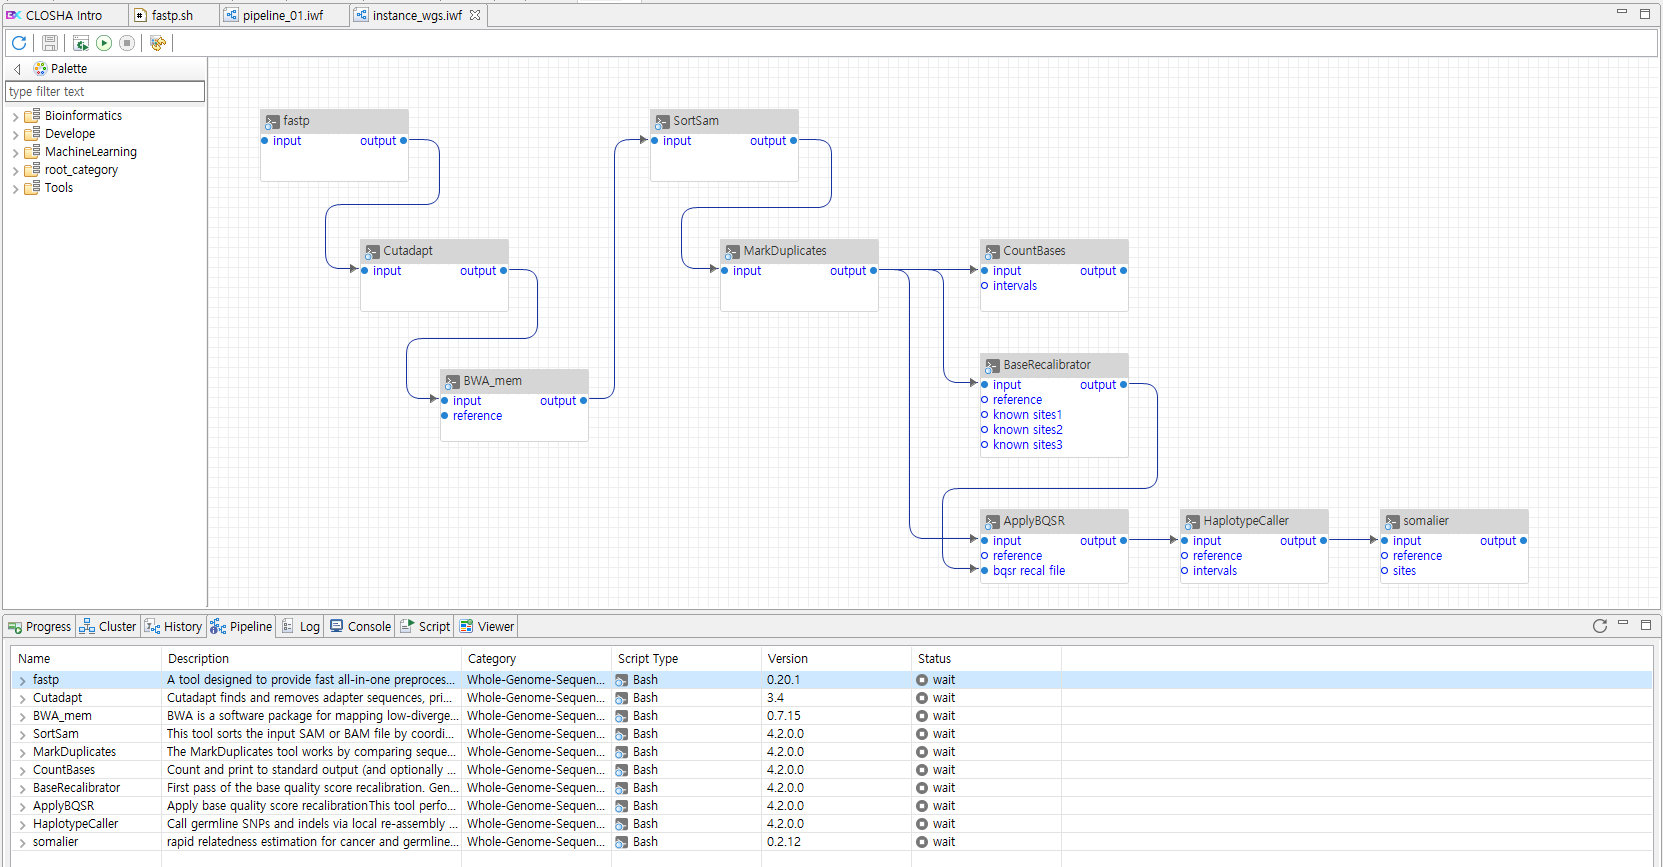 CLOSHA Intro
fastp.sh
pipeline_01.iwf
instance_wgs.iwf
Palette
type filter text
Bioinformatics
Develope
MachineLearning
root_category
Tools
fastp
input output
SortSam
input output
Cutadapt
input output
MarkDuplicates
input output
CountBases
input output
intervals
BWA_mem
input output
reference
BaseRecalibrator
input output
reference
known sites1
known sites2
known sites3
ApplyBQSR
input output
reference
bqsr recal file
HaplotypeCaller
input output
reference
intervals
somalier
input output
reference
sites
Progress Cluster History Pipeline Log Console Script Viewer
Name Description Category Script Type Version Status
fastp A tool designed to provide fast all-in-one preproces... Whole-Genome-Sequen... Bash 0.20.1 wait
Cutadapt Cutadapt finds and removes adapter sequences, pri... Whole-Genome-Sequen... Bash 3.4 wait
BWA_mem BWA is a software package for mapping low-diverge... Whole-Genome-Sequen... Bash 0.7.15 wait
SortSam This tool sorts the input SAM or BAM file by coordi... Whole-Genome-Sequen... Bash 4.2.0.0 wait
MarkDuplicates The MarkDuplicates tool works by comparing seque... Whole-Genome-Sequen... Bash 4.2.0.0 wait
CountBases Count and print to standard output (and optionally ... Whole-Genome-Sequen... Bash 4.2.0.0 wait
BaseRecalibrator First pass of the base quality score recalibration. Gen... Whole-Genome-Sequen... Bash 4.2.0.0 wait
ApplyBQSR Apply base quality score recalibrationThis tool perfo... Whole-Genome-Sequen... Bash 4.2.0.0 wait
HaplotypeCaller Call germline SNPs and indels via local re-assembly ... Whole-Genome-Sequen... Bash 4.2.0.0 wait
somalier rapid relatedness estimation for cancer and germline... Whole-Genome-Sequen... Bash 0.2.12 wait